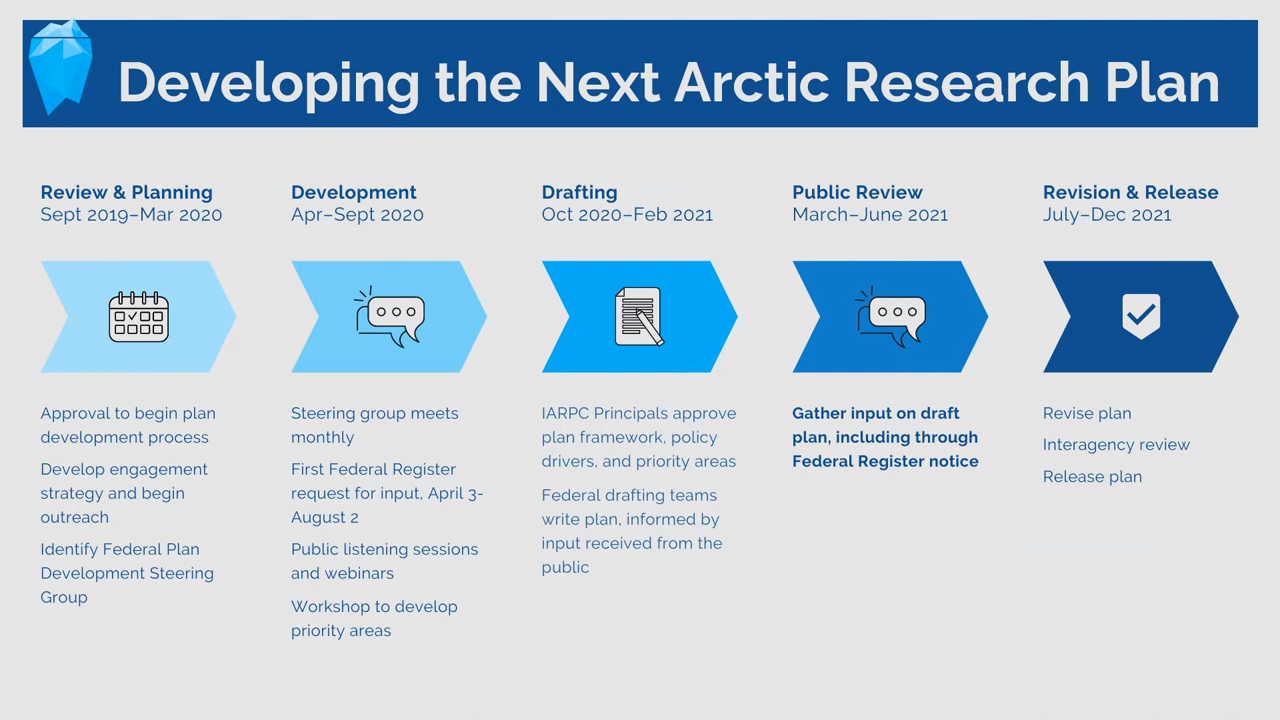 Developing the Next Arctic Research Plan
Review & Planning
Sept 2019–Mar 2020
Approval to begin plan
development process
Develop engagement
strategy and begin
outreach
Identify Federal Plan
Development Steering
Group
Development
Apr–Sept 2020
Steering group meets
monthly
First Federal Register
request for input, April 3-
August 2
Public listening sessions
and webinars
Workshop to develop
priority areas
Drafting
Oct 2020–Feb 2021
IARPC Principals approve
plan framework, policy
drivers, and priority areas
Federal drafting teams
write plan, informed by
input received from the
public
Public Review
March–June 2021
Gather input on draft
plan, including through
Federal Register notice
Revision & Release
July–Dec 2021
Revise plan
Interagency review
Release plan